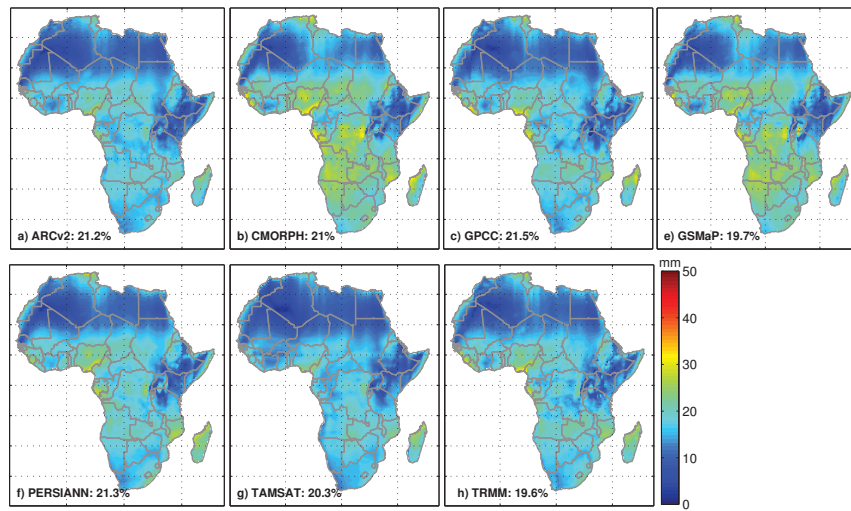 a) ARCv2: 21.2%
b) CMORPH: 21%
c) GPCC: 21.5%
e) GSMaP: 19.7%
mm
50
40
30
20
10
0
f) PERSIANN: 21.3%
g) TAMSAT: 20.3%
h) TRMM: 19.6%